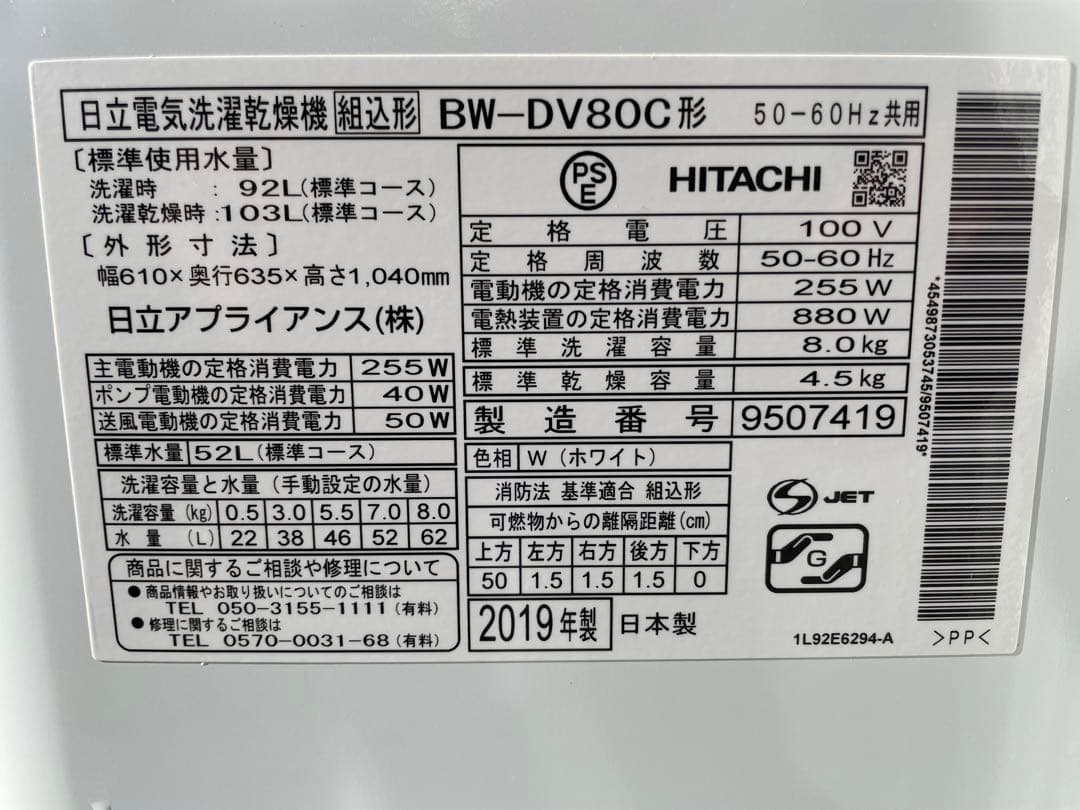 日立電気洗濯乾燥機 組込形 BW-DV80C形 50-60Hz共用
〔標準使用水量〕
洗濯時 : 92L(標準コース)
洗濯乾燥時:103L(標準コース)
〔外形寸法〕
幅610×奥行635×高さ1,040mm
日立アプライアンス(株)
主電動機の定格消費電力 255W
ポンプ電動機の定格消費電力 40W
送風電動機の定格消費電力 50W
標準水量 52L(標準コース)
洗濯容量と水量(手動設定の水量)
洗濯容量(kg) 0.5 3.0 5.5 7.0 8.0
水量(L) 22 38 46 52 62
商品に関するご相談や修理について
●商品情報やお取り扱いについてのご相談は
TEL 050-3155-1111(有料)
●修理に関するご相談は
TEL 0570-0031-68(有料)
PSE HITACHI
定格電圧 100V
定格周波数 50-60Hz
電動機の定格消費電力 255W
電熱装置の定格消費電力 880W
標準洗濯容量 8.0kg
標準乾燥容量 4.5kg
製造番号 9507419
色相 W(ホワイト)
消防法 基準適合 組込形
可燃物からの離隔距離(cm)
上方 左方 右方 後方 下方
50 1.5 1.5 1.5 0
2019年製 日本製
S JET
G
1L92E6294-A >PP<
*4549873053745/9507419*